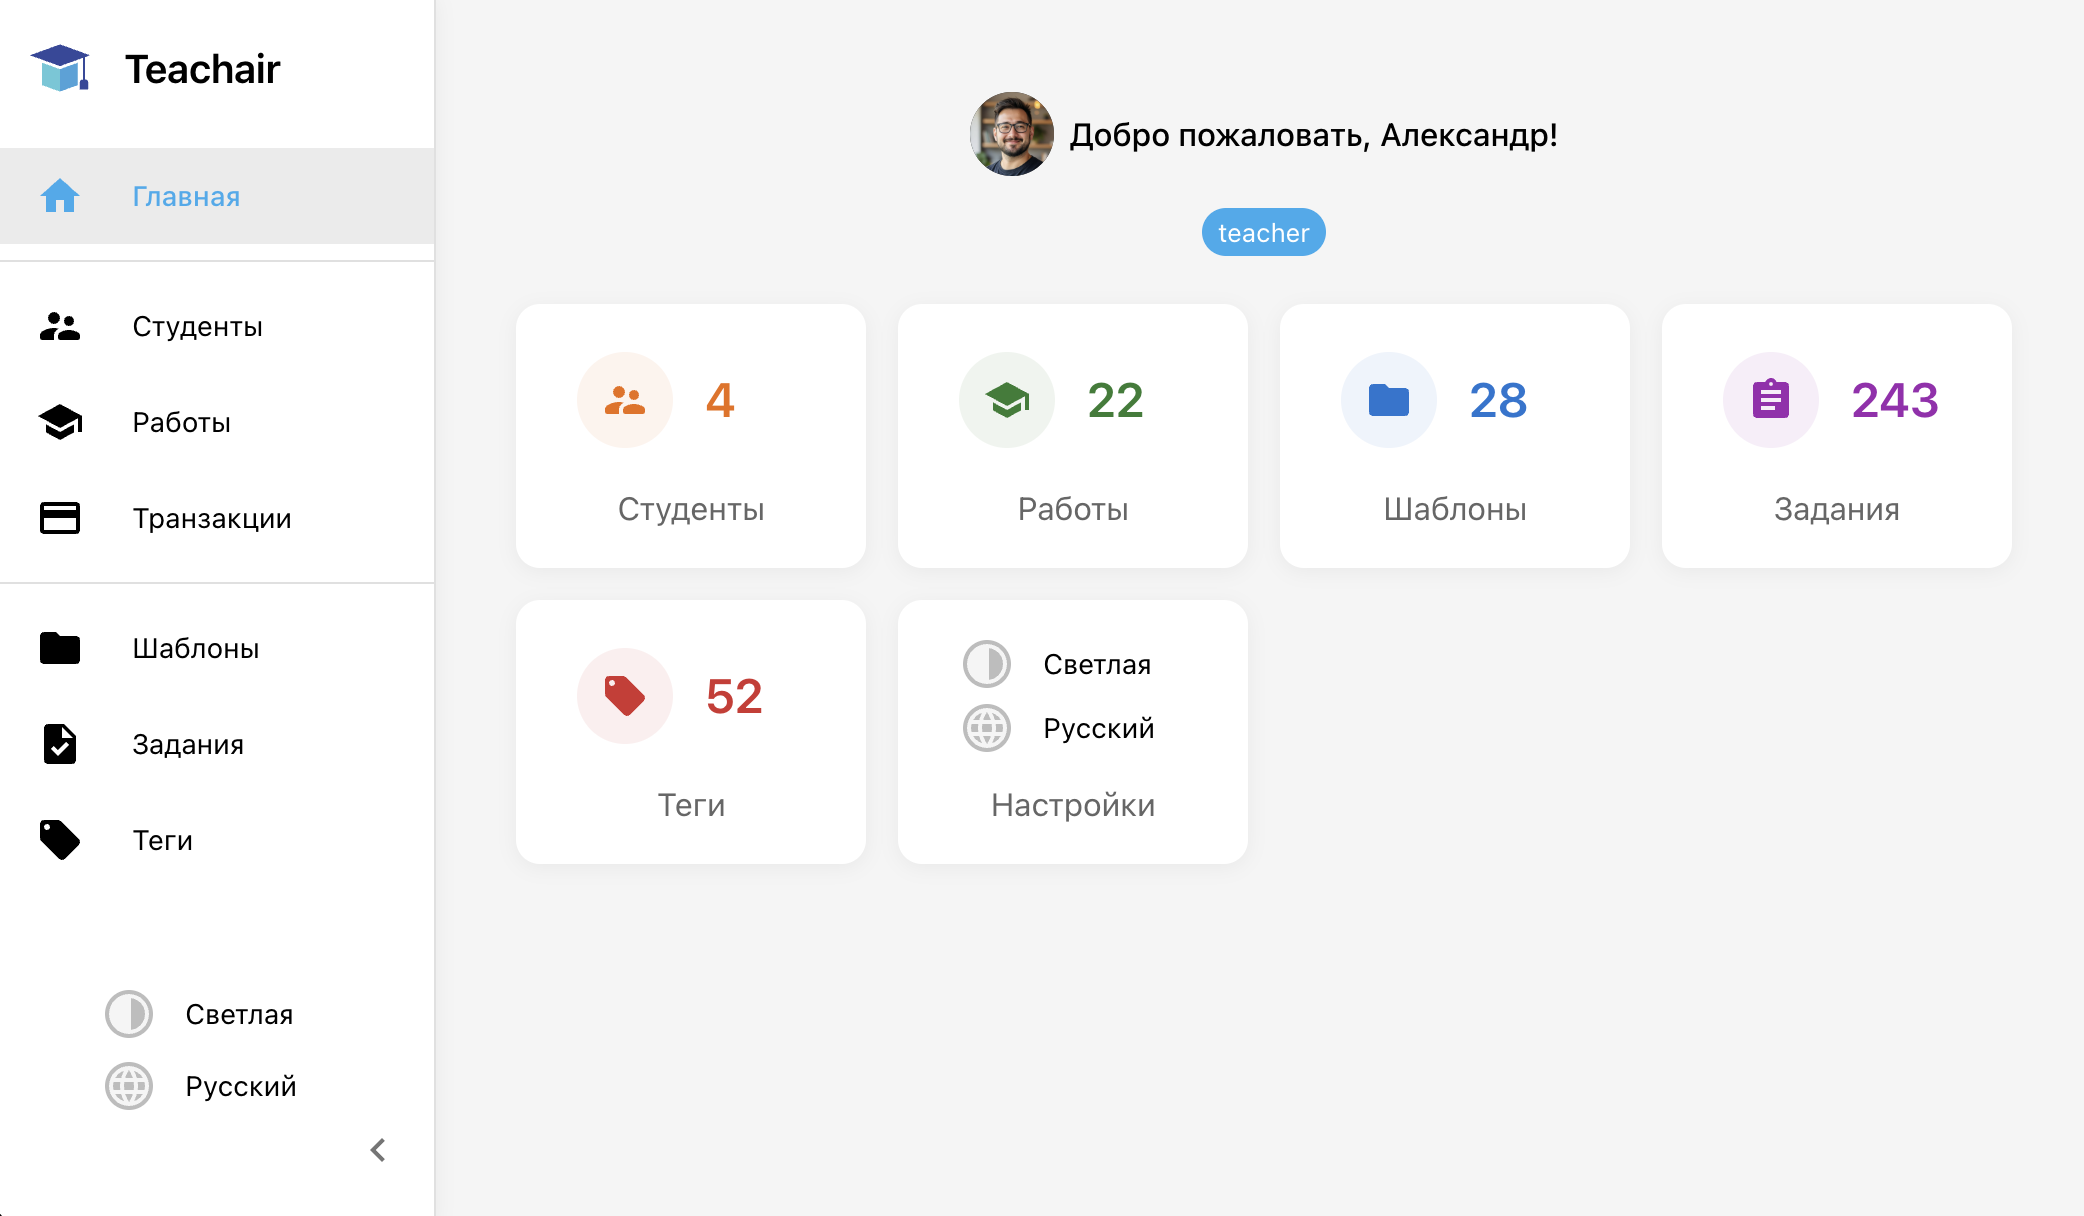 Teachair
Главная
Студенты
Работы
Транзакции
Шаблоны
Задания
Теги
Светлая
Русский
Добро пожаловать, Александр!
teacher
4
Студенты
22
Работы
28
Шаблоны
243
Задания
52
Теги
Светлая
Русский
Настройки